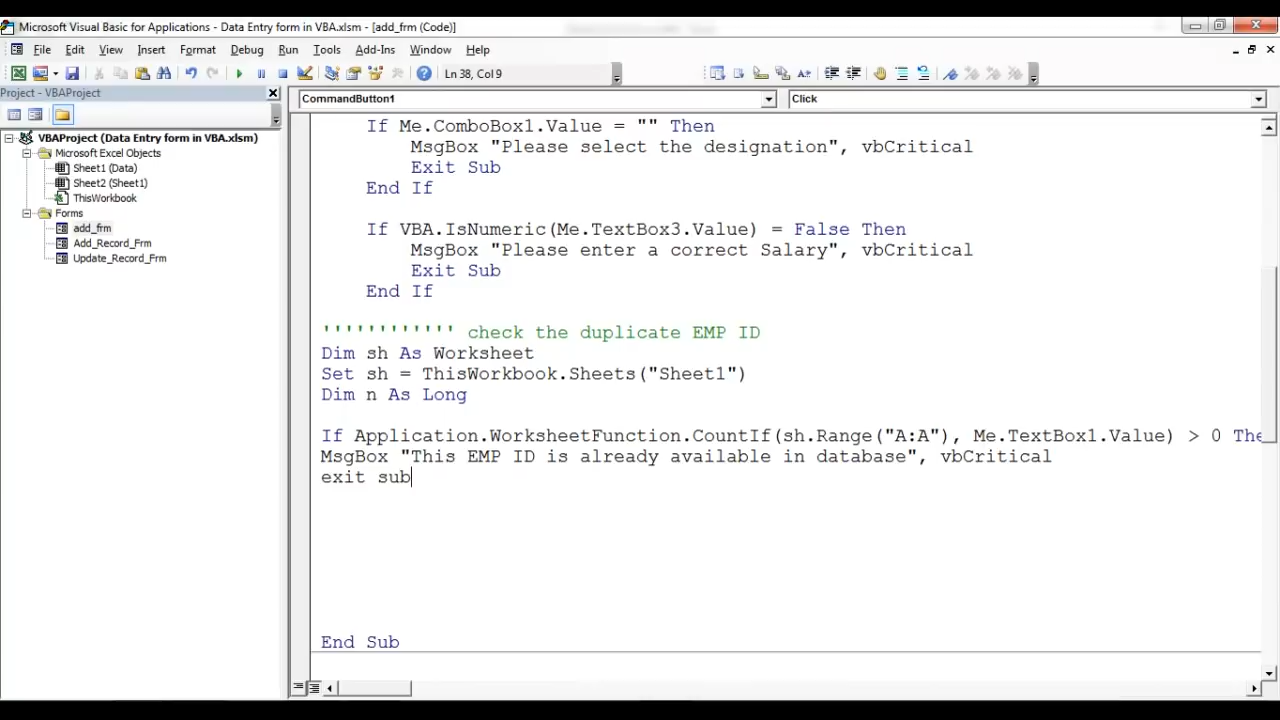 Microsoft Visual Basic for Applications - Data Entry form in VBA.xlsm - [add_frm (Code)]
File Edit View Insert Format Debug Run Tools Add-Ins Window Help
Ln 38, Col 9
Project - VBAProject
CommandButton1 Click
VBAProject (Data Entry form in VBA.xlsm)
Microsoft Excel Objects
Sheet1 (Data)
Sheet2 (Sheet1)
ThisWorkbook
Forms
add_frm
Add_Record_Frm
Update_Record_Frm
If Me.ComboBox1.Value = "" Then
MsgBox "Please select the designation", vbCritical
Exit Sub
End If
If VBA.IsNumeric(Me.TextBox3.Value) = False Then
MsgBox "Please enter a correct Salary", vbCritical
Exit Sub
End If
'''''''''''' check the duplicate EMP ID
Dim sh As Worksheet
Set sh = ThisWorkbook.Sheets("Sheet1")
Dim n As Long
If Application.WorksheetFunction.CountIf(sh.Range("A:A"), Me.TextBox1.Value) > 0 The
MsgBox "This EMP ID is already available in database", vbCritical
exit sub
End Sub